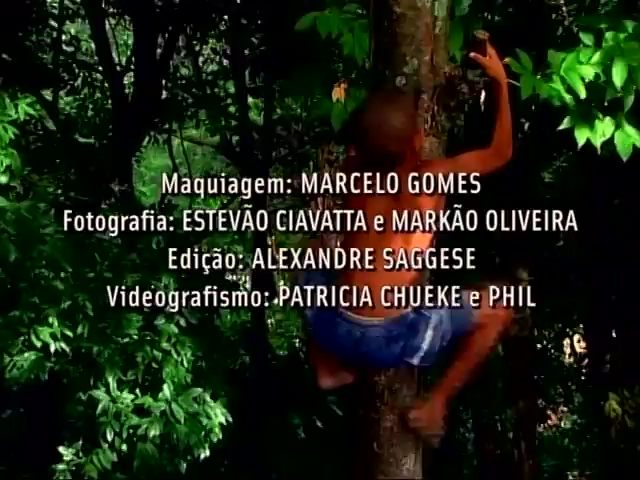 Maquiagem: MARCELO GOMES
Fotografia: ESTEVÃO CIAVATTA e MARKÃO OLIVEIRA
Edição: ALEXANDRE SAGGESE
Videografismo: PATRICIA CHUEKE e PHIL